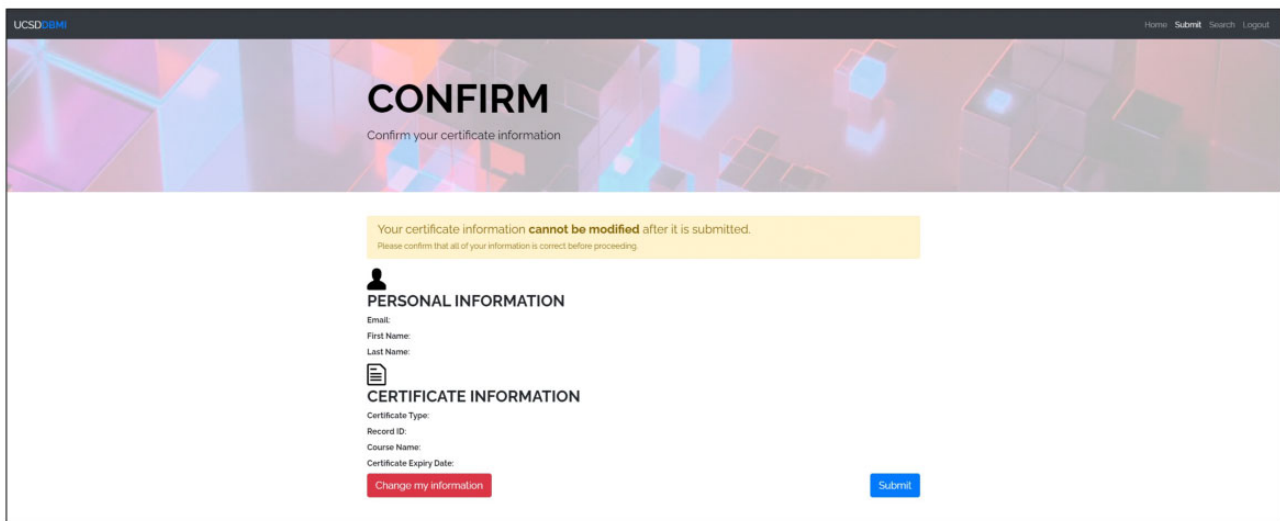 UCSDDBMI
Home Submit Search Logout
CONFIRM
Confirm your certificate information
Your certificate information cannot be modified after it is submitted.
Please confirm that all of your information is correct before proceeding.
PERSONAL INFORMATION
Email:
First Name:
Last Name:
CERTIFICATE INFORMATION
Certificate Type:
Record ID:
Course Name:
Certificate Expiry Date:
Change my information
Submit